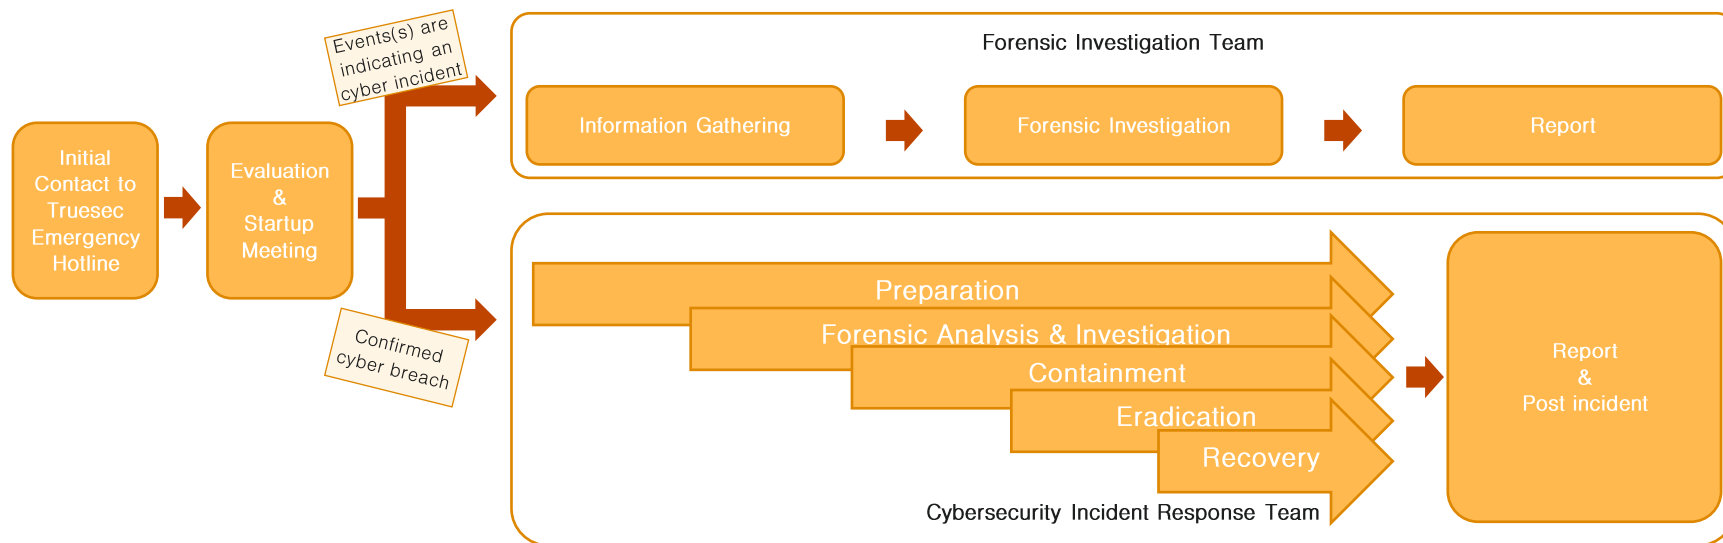 Initial
Contact to
Truesec
Emergency
Hotline
Evaluation
&
Startup
Meeting
Events(s) are
indicating an
cyber incident
Confirmed
cyber breach
Forensic Investigation Team
Information Gathering
Forensic Investigation
Report
Preparation
Forensic Analysis & Investigation
Containment
Eradication
Recovery
Cybersecurity Incident Response Team
Report
&
Post incident